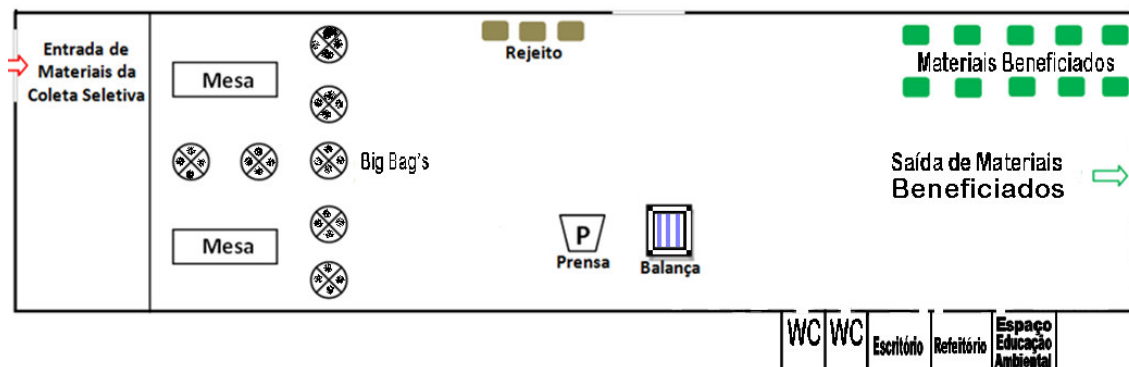 Entrada de
Materiais da
Coleta Seletiva
Mesa
Rejeito
Materiais Beneficiados
Big Bag's
Saída de Materiais
Beneficiados
Mesa
P
Prensa
Balança
WC
WC
Escritório
Refeitório
Espaço
Educação
Ambiental